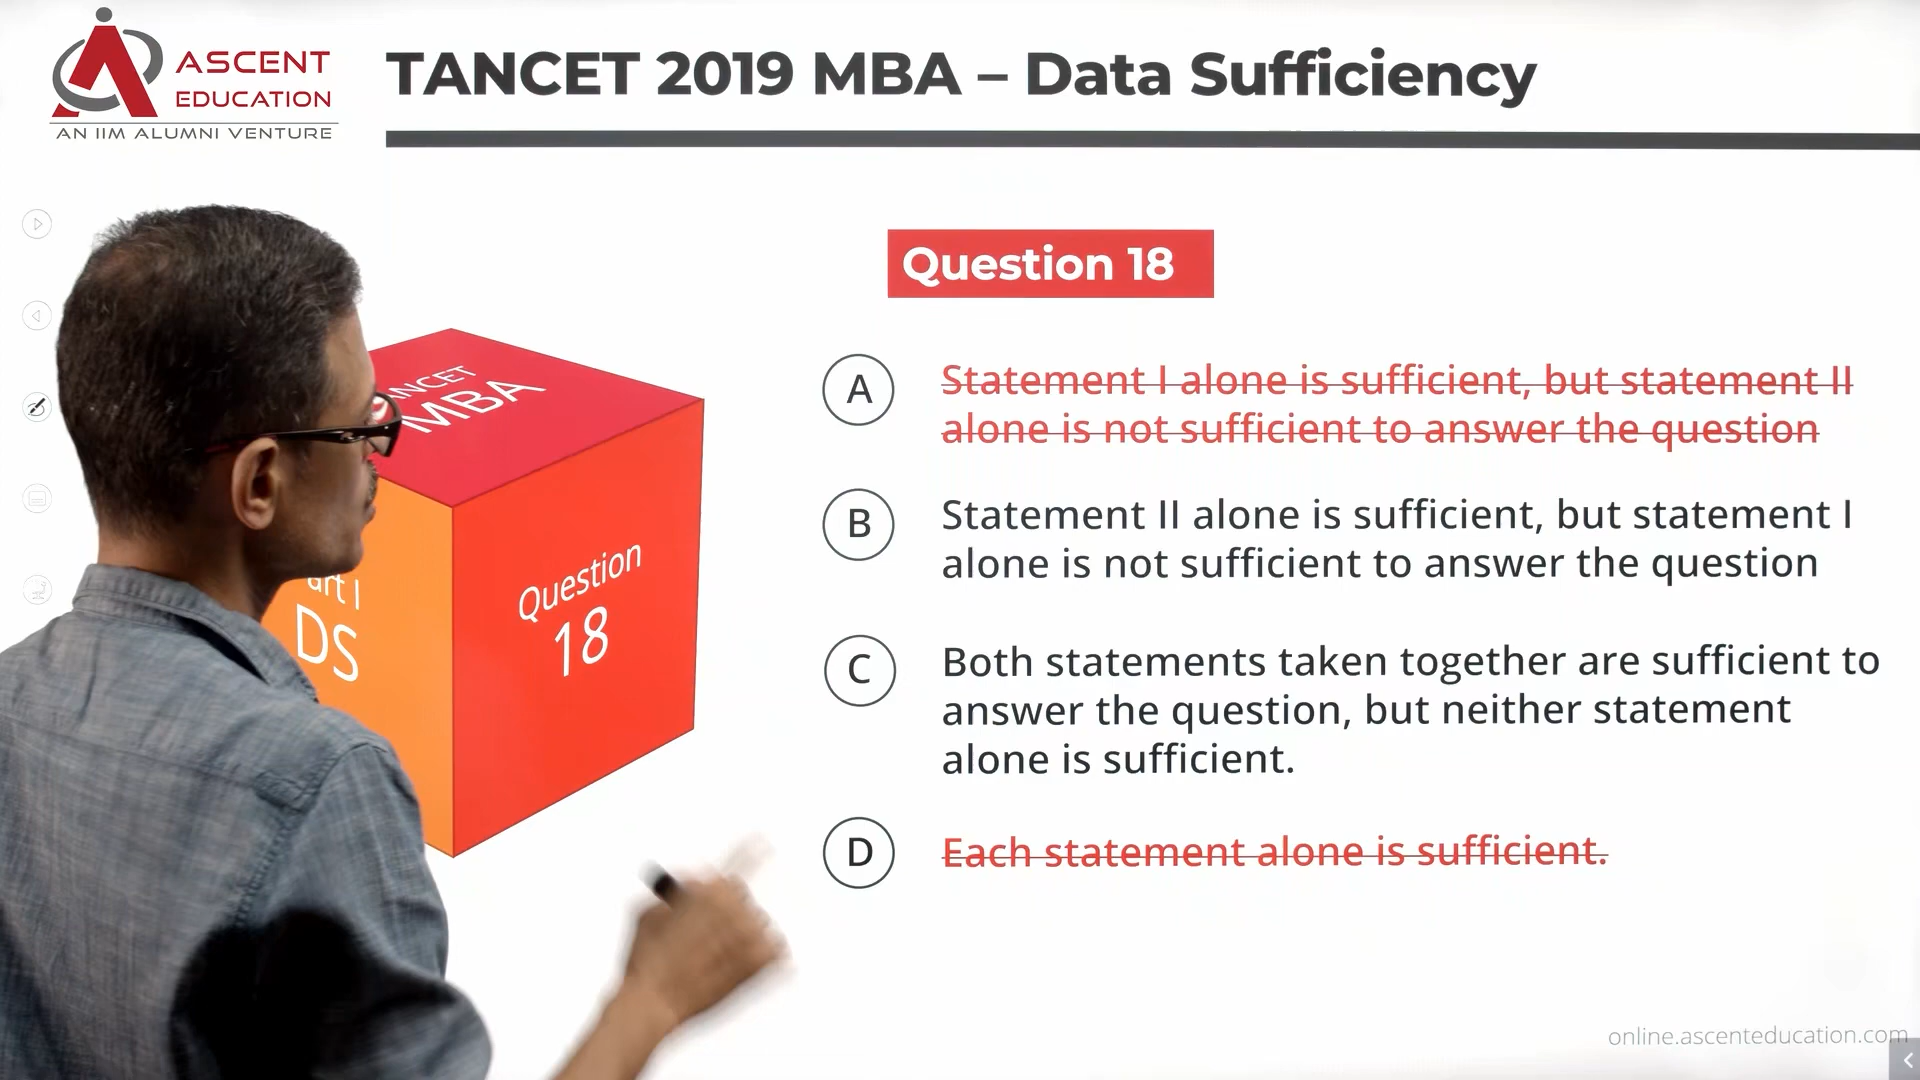 ASCENT
EDUCATION
AN IIM ALUMNI VENTURE
TANCET 2019 MBA – Data Sufficiency
Question 18
MBA
DS
Question
18
A
Statement I alone is sufficient, but statement II
alone is not sufficient to answer the question
B
Statement II alone is sufficient, but statement I
alone is not sufficient to answer the question
C
Both statements taken together are sufficient to
answer the question, but neither statement
alone is sufficient.
D
Each statement alone is sufficient.
online.ascenteducation.com